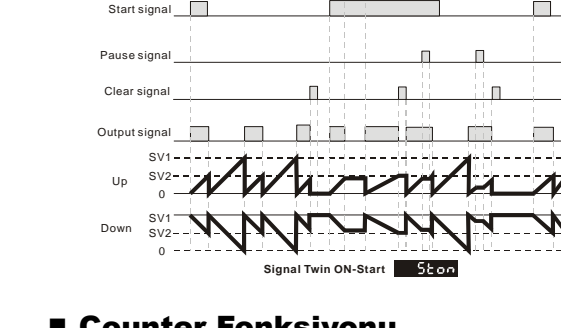 Start signal
Pause signal
Clear signal
Output signal
SV1
SV2
Up
0
SV1
Down
SV2
0
Signal Twin ON-Start Ston
■ Counter Fonksiyonu